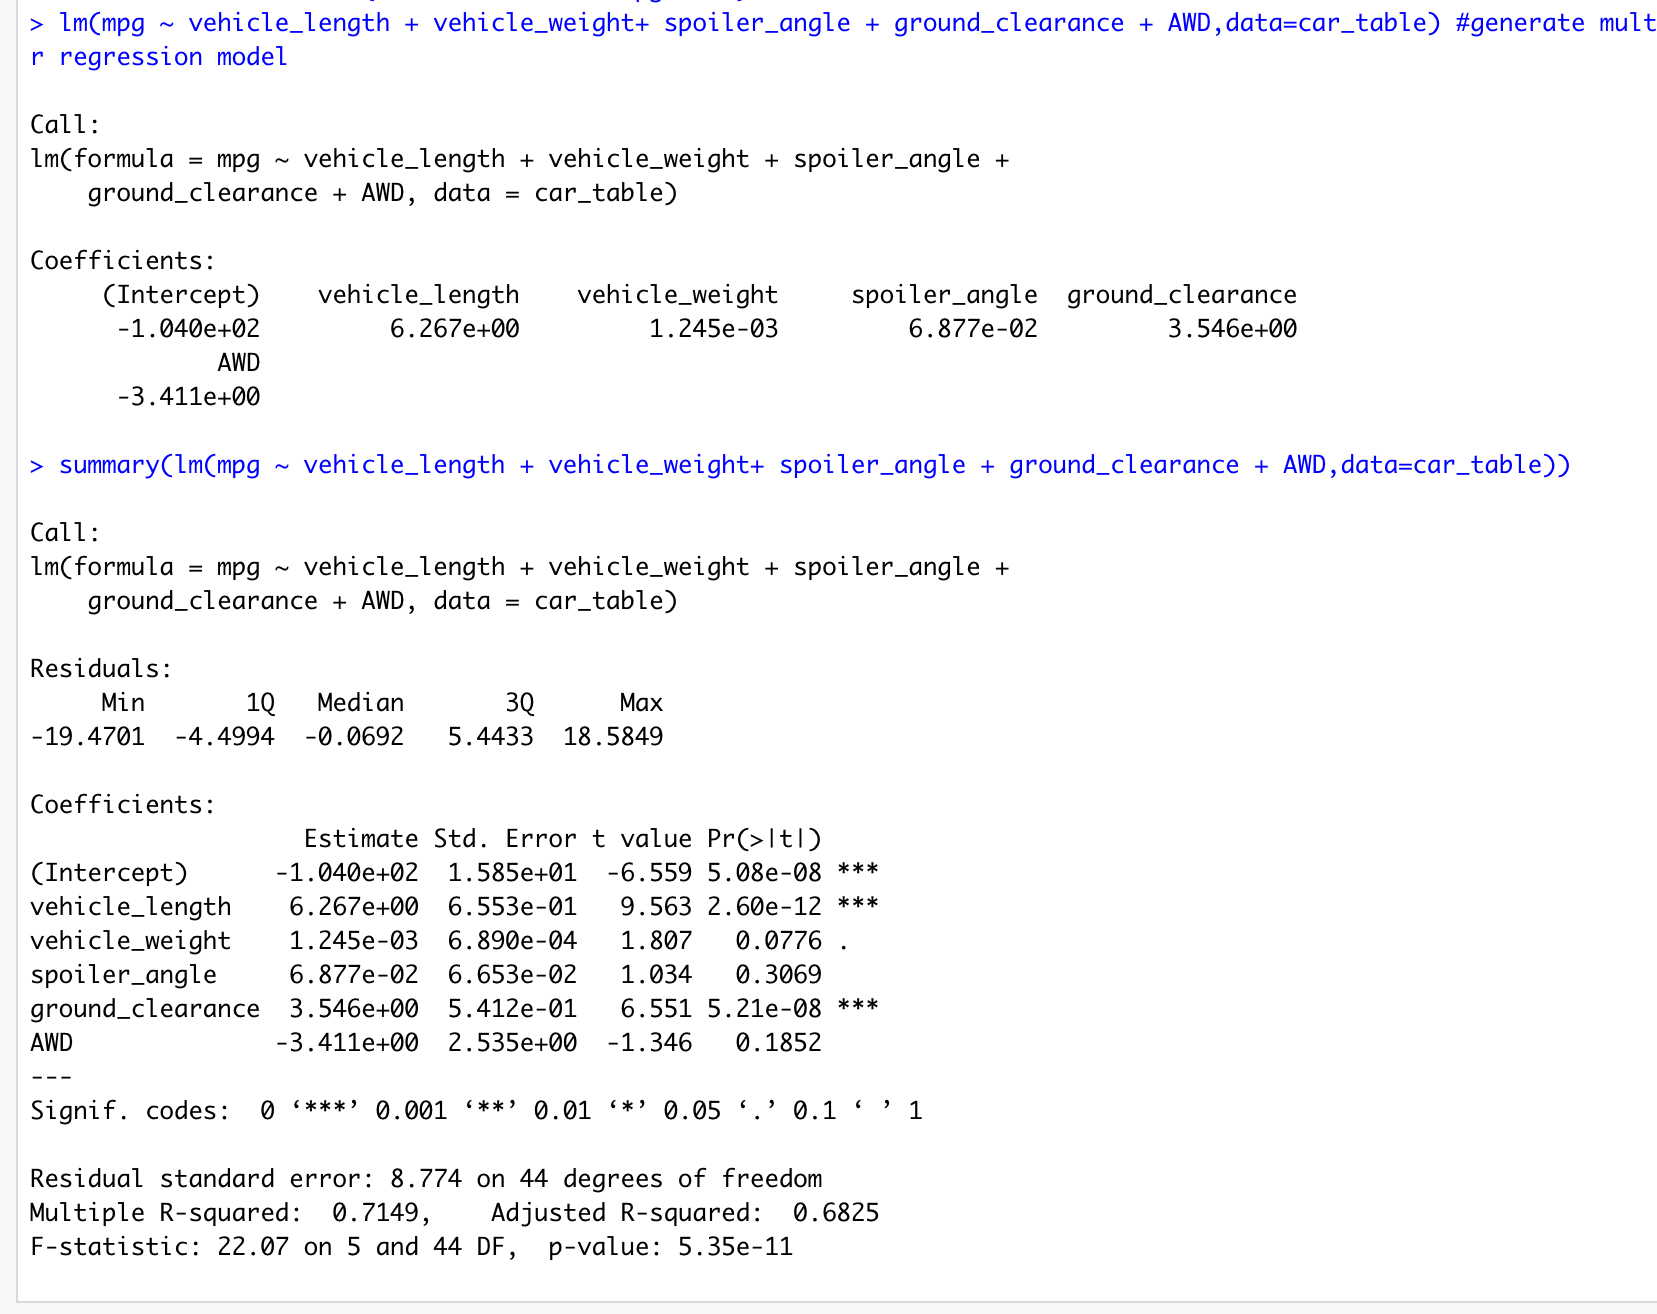 > lm(mpg ~ vehicle_length + vehicle_weight+ spoiler_angle + ground_clearance + AWD,data=car_table) #generate mult
r regression model
Call:
lm(formula = mpg ~ vehicle_length + vehicle_weight + spoiler_angle +
    ground_clearance + AWD, data = car_table)
Coefficients:
     (Intercept)    vehicle_length    vehicle_weight     spoiler_angle  ground_clearance
      -1.040e+02         6.267e+00         1.245e-03         6.877e-02         3.546e+00
             AWD
      -3.411e+00
> summary(lm(mpg ~ vehicle_length + vehicle_weight+ spoiler_angle + ground_clearance + AWD,data=car_table))
Call:
lm(formula = mpg ~ vehicle_length + vehicle_weight + spoiler_angle +
    ground_clearance + AWD, data = car_table)
Residuals:
     Min       1Q   Median       3Q      Max
-19.4701  -4.4994  -0.0692   5.4433  18.5849
Coefficients:
                   Estimate Std. Error t value Pr(>|t|)
(Intercept)      -1.040e+02  1.585e+01  -6.559 5.08e-08 ***
vehicle_length    6.267e+00  6.553e-01   9.563 2.60e-12 ***
vehicle_weight    1.245e-03  6.890e-04   1.807   0.0776 .
spoiler_angle     6.877e-02  6.653e-02   1.034   0.3069
ground_clearance  3.546e+00  5.412e-01   6.551 5.21e-08 ***
AWD              -3.411e+00  2.535e+00  -1.346   0.1852
---
Signif. codes:  0 ‘***’ 0.001 ‘**’ 0.01 ‘*’ 0.05 ‘.’ 0.1 ‘ ’ 1
Residual standard error: 8.774 on 44 degrees of freedom
Multiple R-squared:  0.7149,    Adjusted R-squared:  0.6825
F-statistic: 22.07 on 5 and 44 DF,  p-value: 5.35e-11